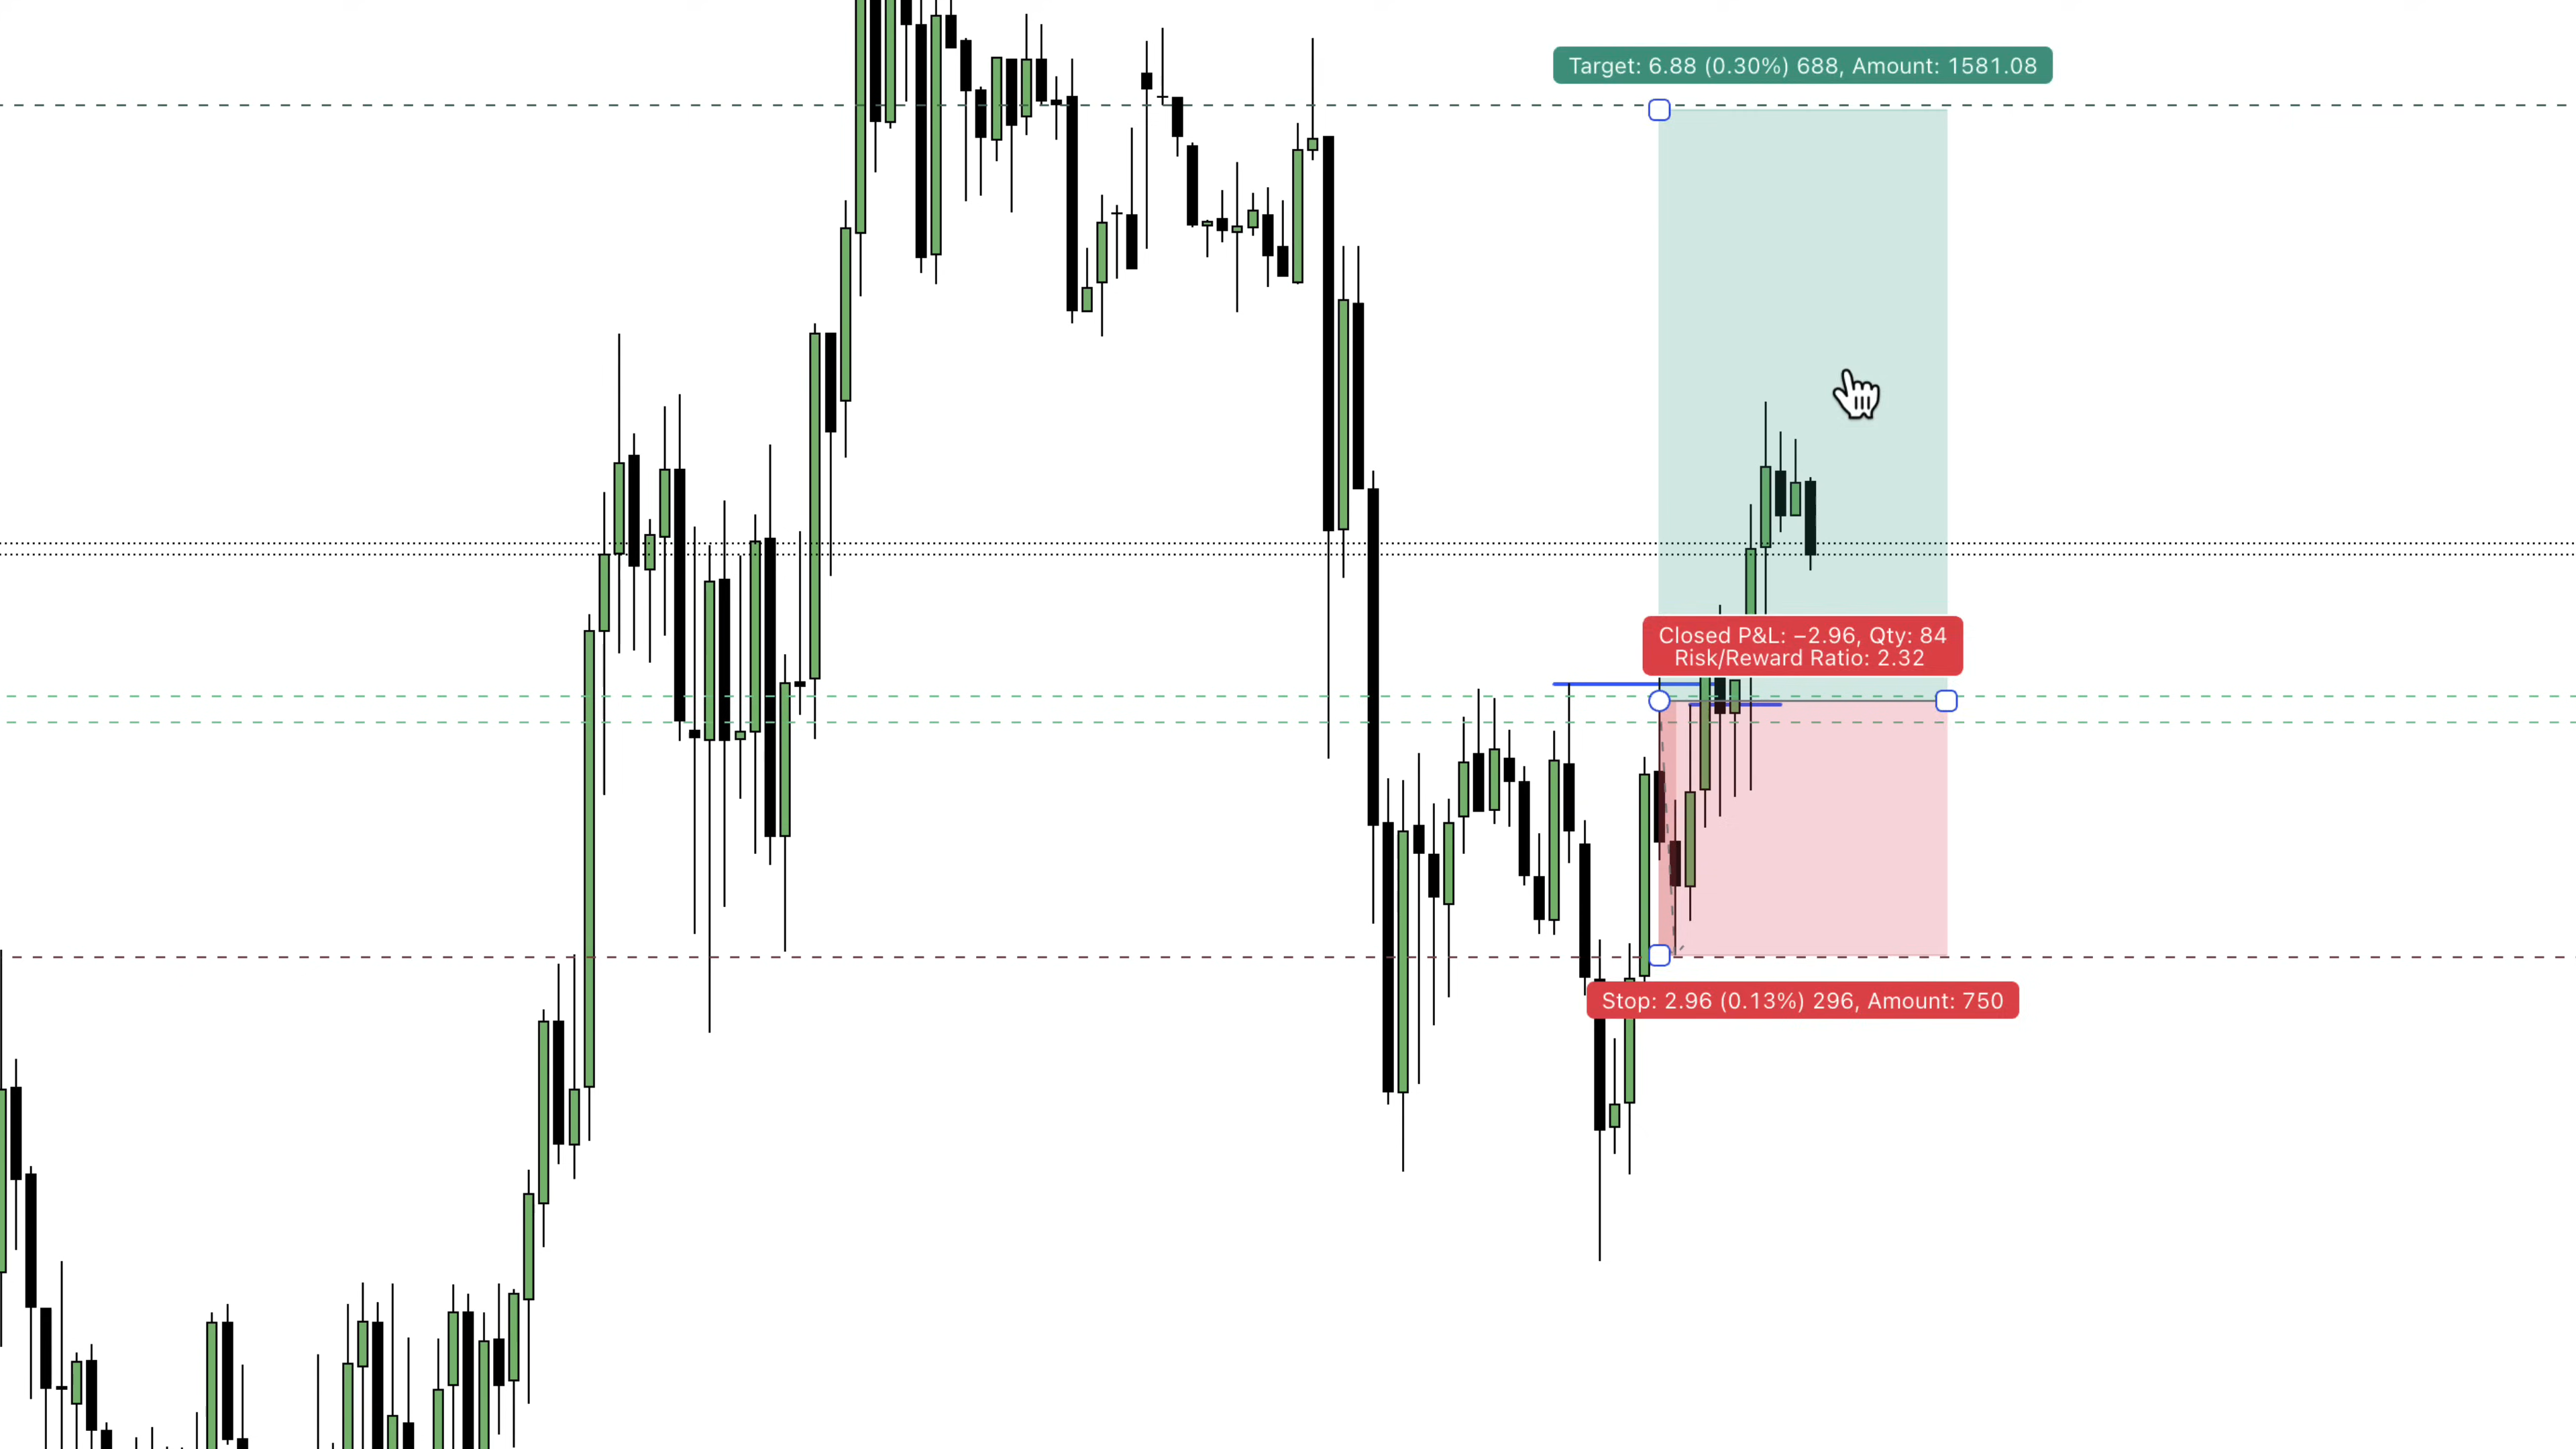 Target: 6.88 (0.30%) 688, Amount: 1581.08
Closed P&L: −2.96, Qty: 84
Risk/Reward Ratio: 2.32
Stop: 2.96 (0.13%) 296, Amount: 750